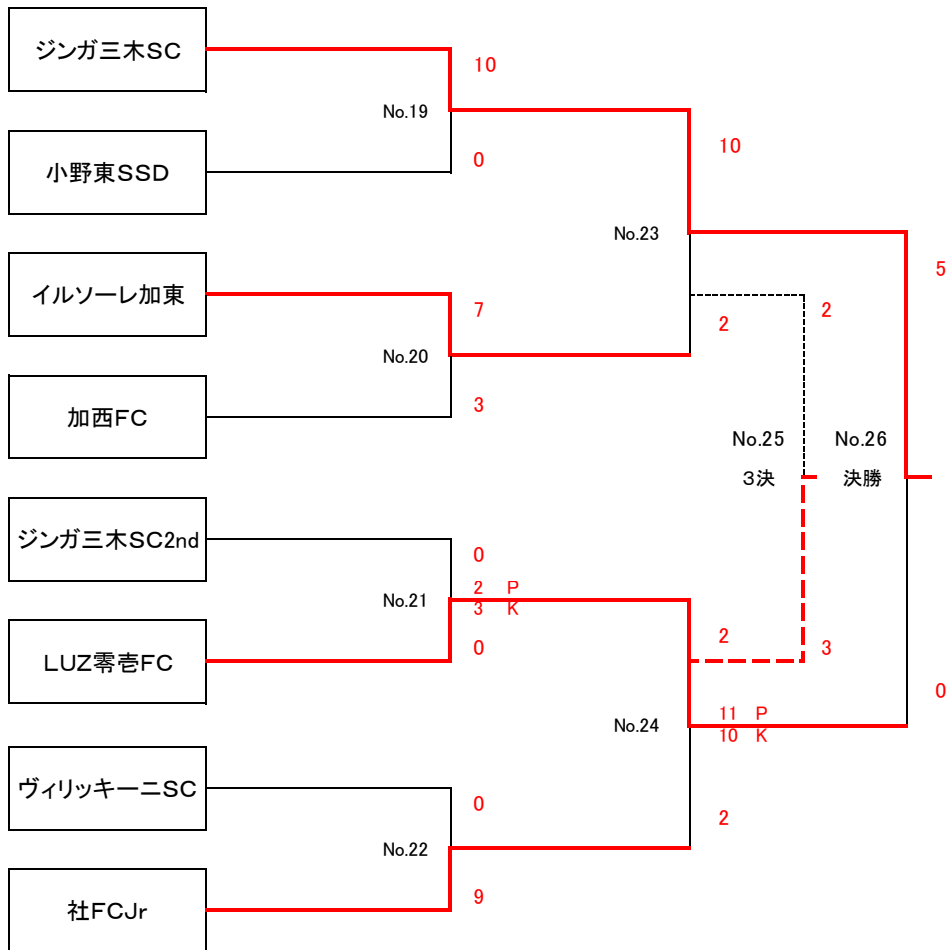 ジンガ三木SC
10
No.19
小野東SSD
0
10
No.23
イルソーレ加東
7
No.20
加西FC
3
2
2
5
No.25
3決
No.26
決勝
ジンガ三木SC2nd
0
No.21
2 P
3 K
LUZ零壱FC
0
2
3
No.24
11 P
10 K
0
ヴィリッキーニSC
0
No.22
2
社FCJr
9